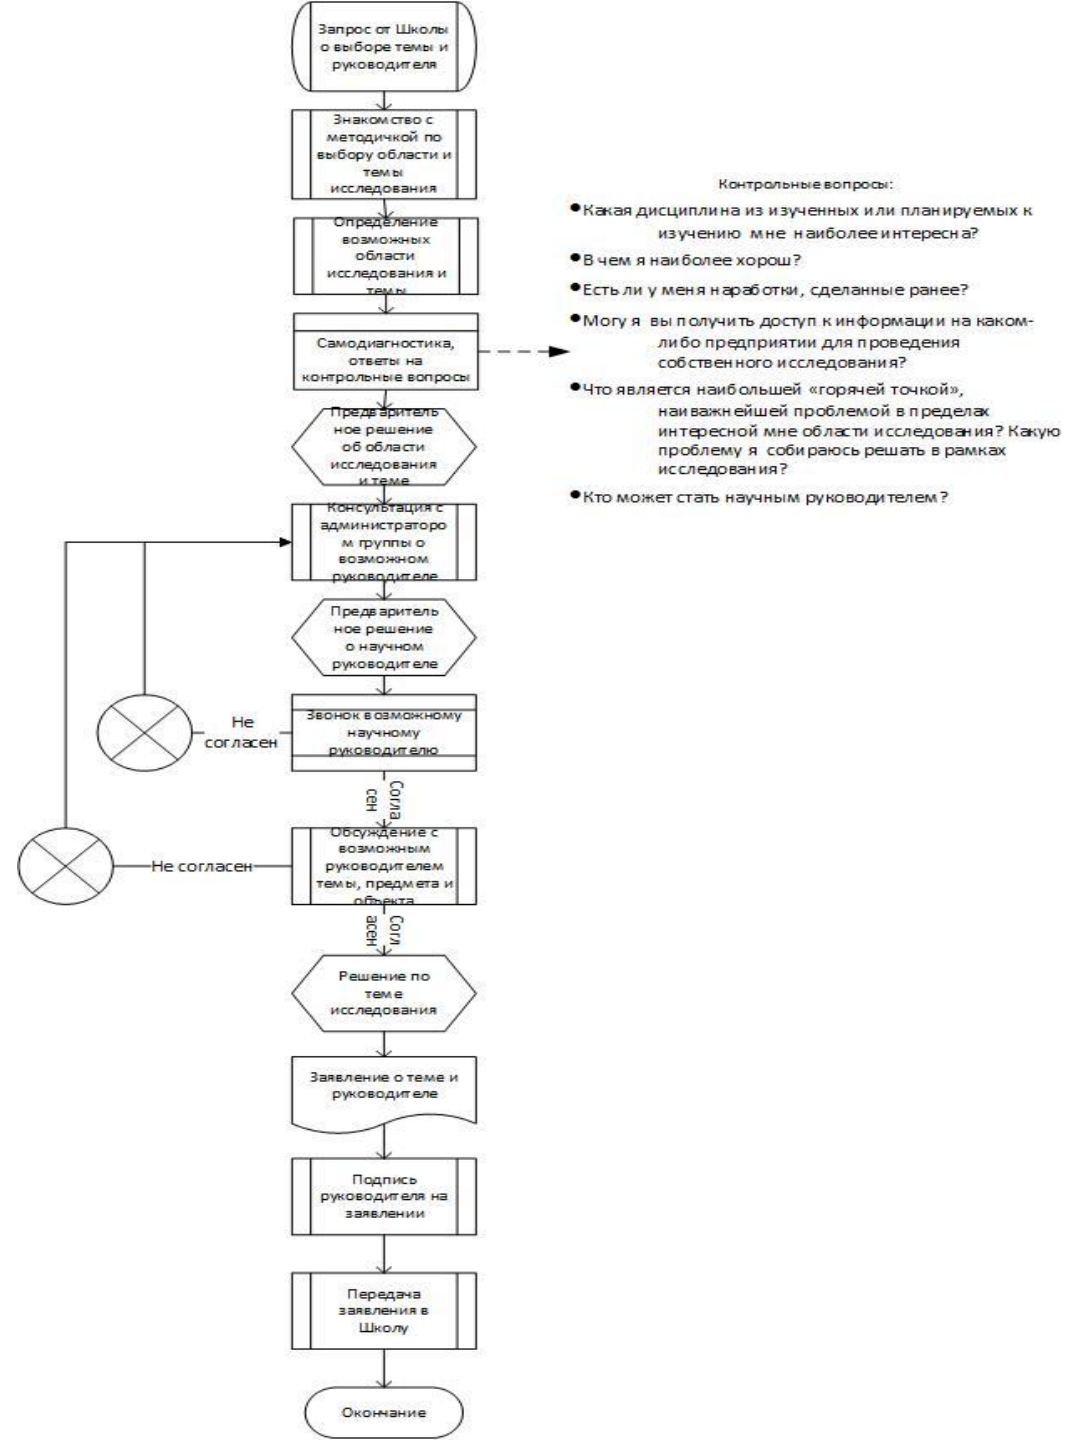 Запрос от Школы
о выборе темы и
руководителя
Знакомство с
методичкой по
выбору области и
темы
исследования
Определение
возможных
области
исследования и
темы
Самодиагностика,
ответы на
контрольные вопросы
Контрольные вопросы:
•Какая дисциплина из изученных или планируемых к
изучению мне наиболее интересна?
•В чем я наиболее хорош?
•Есть ли у меня наработки, сделанные ранее?
•Могу я вы получить доступ к информации на каком-
либо предприятии для проведения
собственного исследования?
•Что является наибольшей «горячей точкой»,
наиважнейшей проблемой в пределах
интересной мне области исследования? Какую
проблему я собираюсь решать в рамках
исследования?
•Кто может стать научным руководителем?
Предваритель
ное решение
об области
исследования
и теме
Консультация с
администраторо
м группы о
возможном
руководителе
Предваритель
ное решение
о научном
руководителе
Звонок возможному
научному
руководителю
Не
согласен
Согла
сен
Обсуждение с
возможным
руководителем
темы, предмета и
объекта
Не согласен
Согл
асен
Решение по
теме
исследования
Заявление о теме и
руководителе
Подпись
руководителя на
заявлении
Передача
заявления в
Школу
Окончание